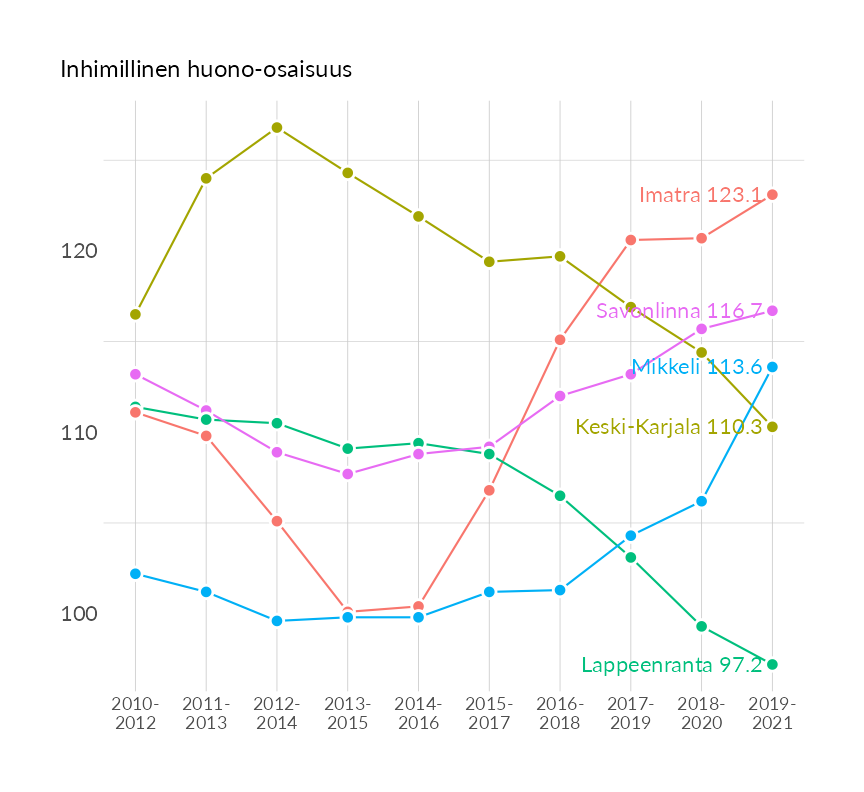 Inhimillinen huono-osaisuus
Imatra 123.1
120
Savonlinna 116.7
Mikkeli 113.6
Keski-Karjala 110.3
110
100
Lappeenranta 97.2
2010- 2011- 2012- 2013- 2014- 2015- 2016- 2017- 2018- 2019-
2012 2013 2014 2015 2016 2017 2018 2019 2020 2021